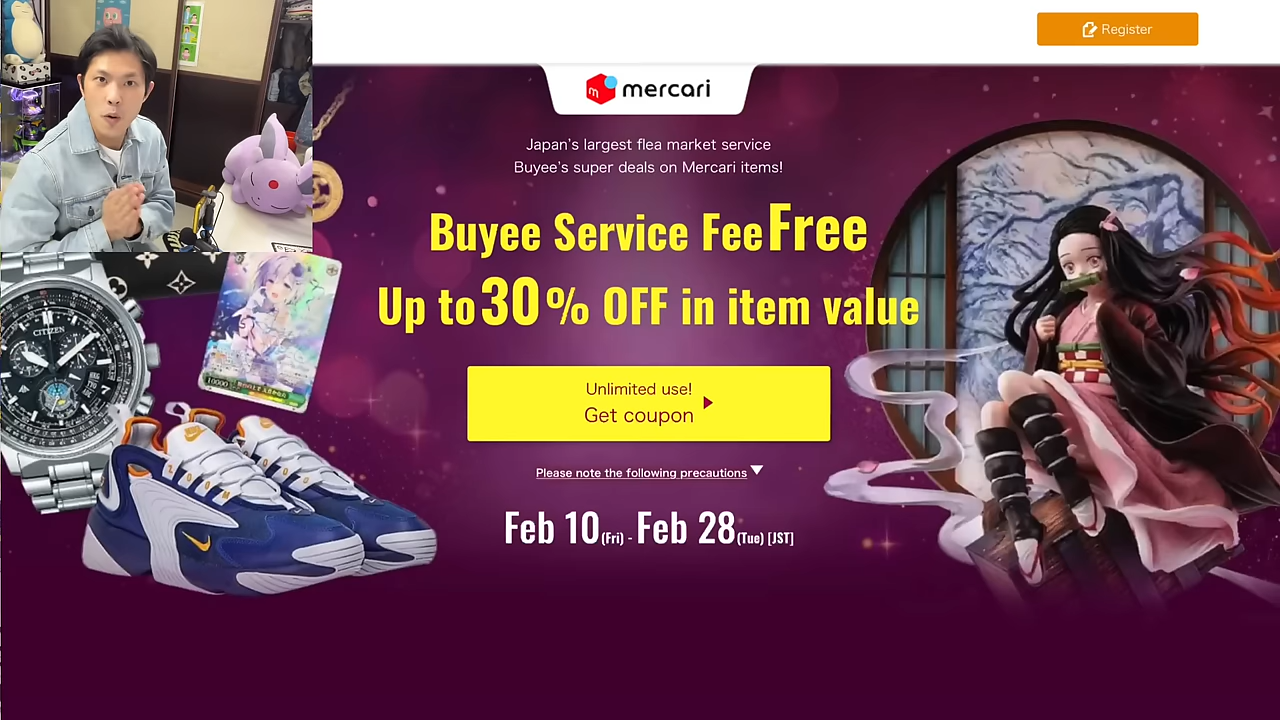 Register
mercari
Japan's largest flea market service
Buyee's super deals on Mercari items!
Buyee Service Fee Free
Up to 30% OFF in item value
Unlimited use!
Get coupon
Please note the following precautions
Feb 10(Fri) - Feb 28(Tue) [JST]
CITIZEN
10000